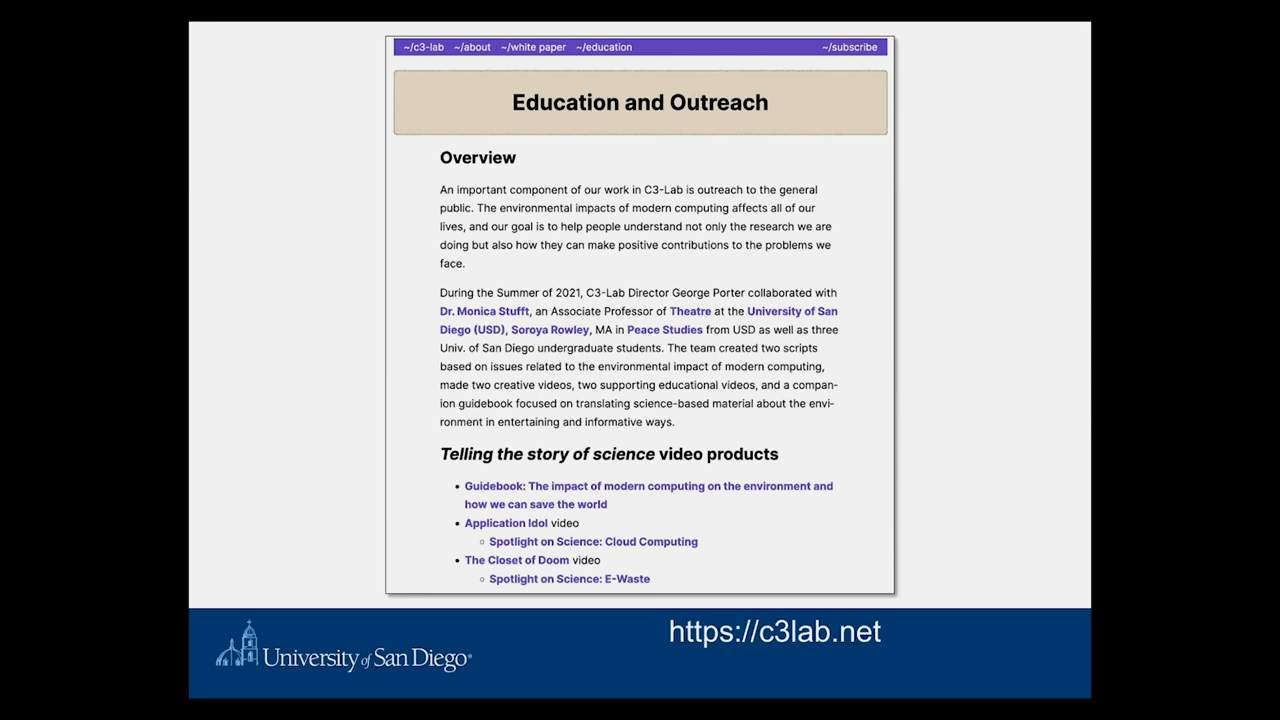 ~/c3-lab ~/about ~/white paper ~/education ~/subscribe
Education and Outreach
Overview
An important component of our work in C3-Lab is outreach to the general
public. The environmental impacts of modern computing affects all of our
lives, and our goal is to help people understand not only the research we are
doing but also how they can make positive contributions to the problems we
face.
During the Summer of 2021, C3-Lab Director George Porter collaborated with
Dr. Monica Stufft, an Associate Professor of Theatre at the University of San
Diego (USD), Soroya Rowley, MA in Peace Studies from USD as well as three
Univ. of San Diego undergraduate students. The team created two scripts
based on issues related to the environmental impact of modern computing,
made two creative videos, two supporting educational videos, and a compan-
ion guidebook focused on translating science-based material about the envi-
ronment in entertaining and informative ways.
Telling the story of science video products
• Guidebook: The impact of modern computing on the environment and
how we can save the world
• Application Idol video
◦ Spotlight on Science: Cloud Computing
• The Closet of Doom video
◦ Spotlight on Science: E-Waste
https://c3lab.net
University of San Diego